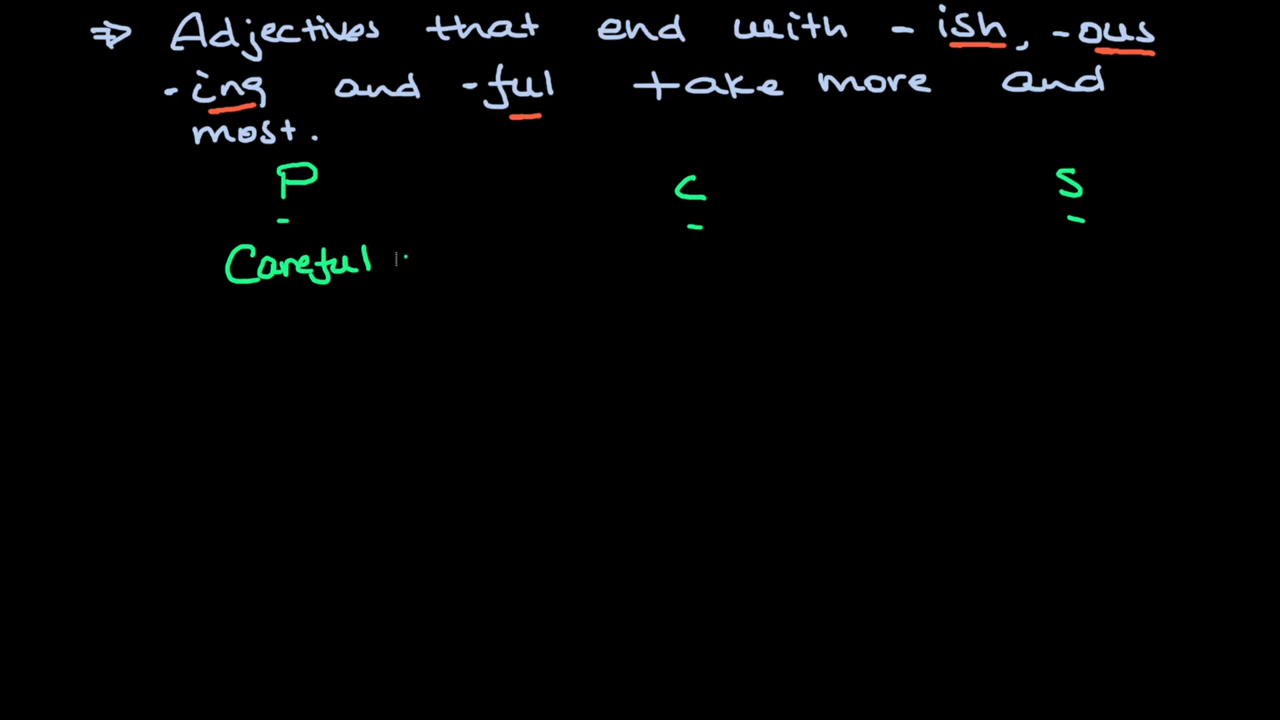 ⇒ Adjectives that end with -ish, -ous
-ing and -ful take more and
most.
P C S
Careful